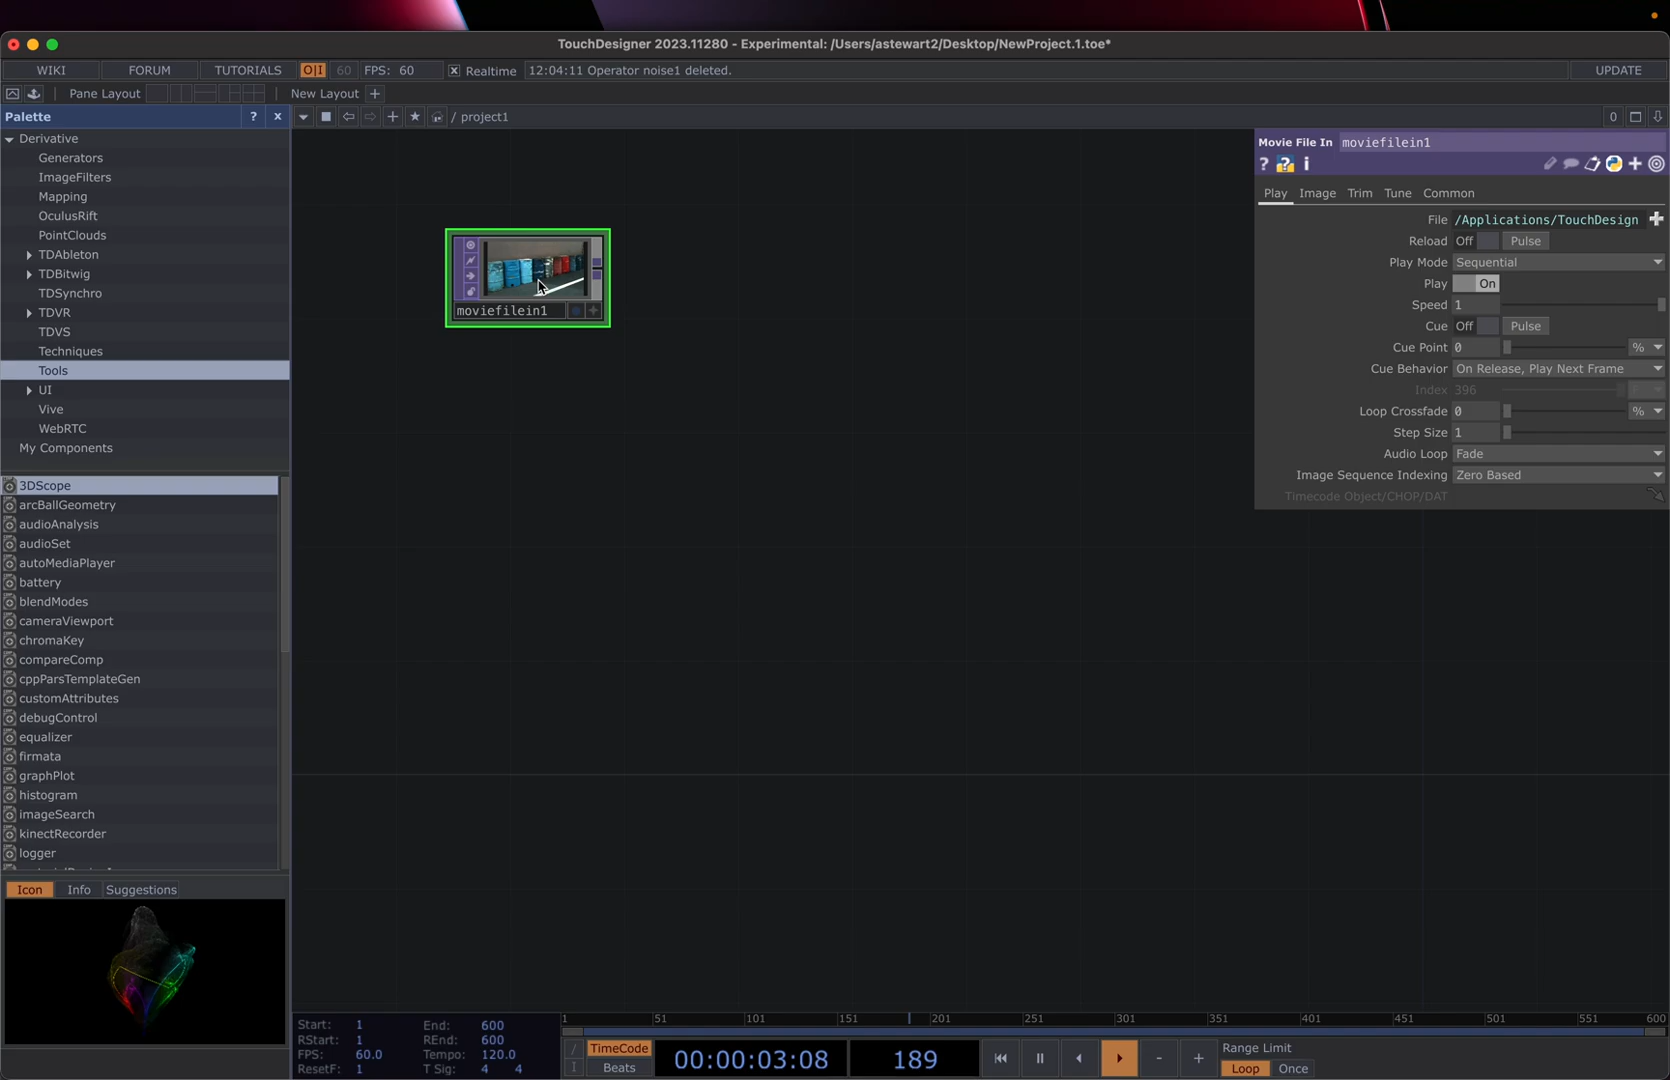 TouchDesigner 2023.11280 - Experimental: /Users/astewart2/Desktop/NewProject.1.toe*
WIKI FORUM TUTORIALS O|I 60 FPS: 60 Realtime 12:04:11 Operator noise1 deleted. UPDATE
Pane Layout New Layout +
Palette ? x
/ project1 0
Derivative
Generators
ImageFilters
Mapping
OculusRift
PointClouds
TDAbleton
TDBitwig
TDSynchro
TDVR
TDVS
Techniques
Tools
UI
Vive
WebRTC
My Components
3DScope
arcBallGeometry
audioAnalysis
audioSet
autoMediaPlayer
battery
blendModes
cameraViewport
chromaKey
compareComp
cppParsTemplateGen
customAttributes
debugControl
equalizer
firmata
graphPlot
histogram
imageSearch
kinectRecorder
logger
Icon Info Suggestions
moviefilein1
Movie File In moviefilein1
? ? i
Play Image Trim Tune Common
File /Applications/TouchDesign
Reload Off Pulse
Play Mode Sequential
Play On
Speed 1
Cue Off Pulse
Cue Point 0 %
Cue Behavior On Release, Play Next Frame
Index 396
Loop Crossfade 0 %
Step Size 1
Audio Loop Fade
Image Sequence Indexing Zero Based
Timecode Object/CHOP/DAT
Start: 1 End: 600
RStart: 1 REnd: 600
FPS: 60.0 Tempo: 120.0
ResetF: 1 T Sig: 4 4
1 51 101 151 201 251 301 351 401 451 501 551 600
/ TimeCode
I Beats
00:00:03:08 189
- +
Range Limit
Loop Once